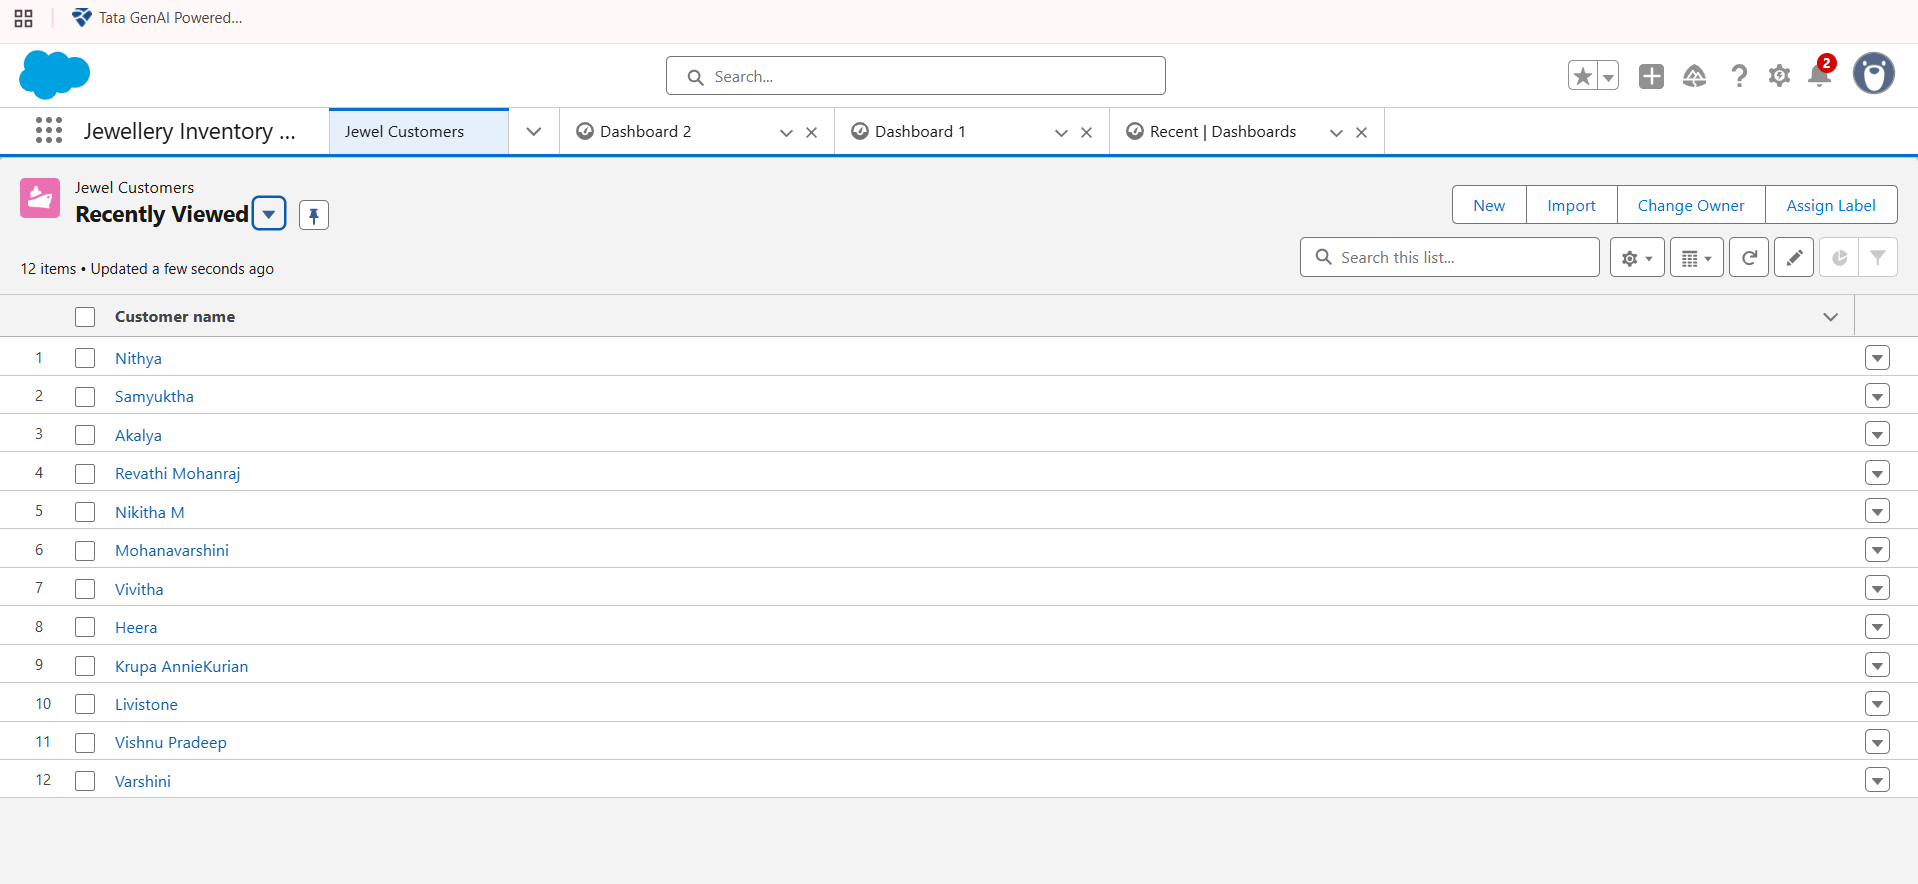 Tata GenAI Powered...
Search...
2
Jewellery Inventory ...
Jewel Customers
Dashboard 2
Dashboard 1
Recent | Dashboards
Jewel Customers
Recently Viewed
New
Import
Change Owner
Assign Label
12 items • Updated a few seconds ago
Search this list...
Customer name
1 Nithya
2 Samyuktha
3 Akalya
4 Revathi Mohanraj
5 Nikitha M
6 Mohanavarshini
7 Vivitha
8 Heera
9 Krupa AnnieKurian
10 Livistone
11 Vishnu Pradeep
12 Varshini